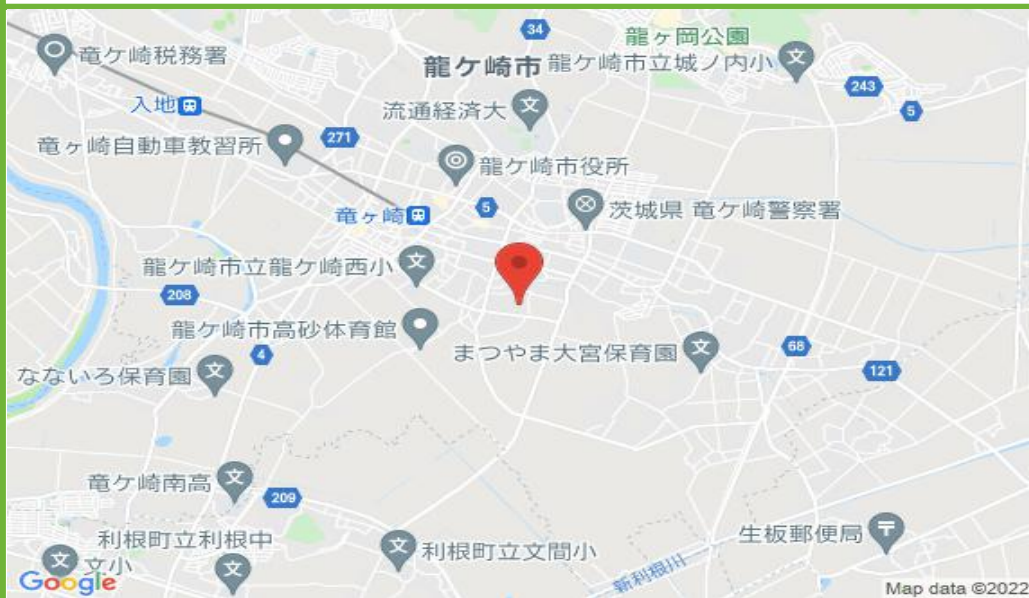 34
龍ヶ岡公園
竜ケ崎税務署
龍ケ崎市
龍ケ崎市立城ノ内小
243
入地
流通経済大
5
271
竜ヶ崎自動車教習所
龍ケ崎市役所
竜ヶ崎
5
茨城県 竜ケ崎警察署
龍ケ崎市立龍ケ崎西小
208
龍ケ崎市高砂体育館
4
まつやま大宮保育園
68
なないろ保育園
121
竜ケ崎南高
209
利根町立利根中
利根町立文間小
生板郵便局
文小
新利根川
Google
Map data ©2022